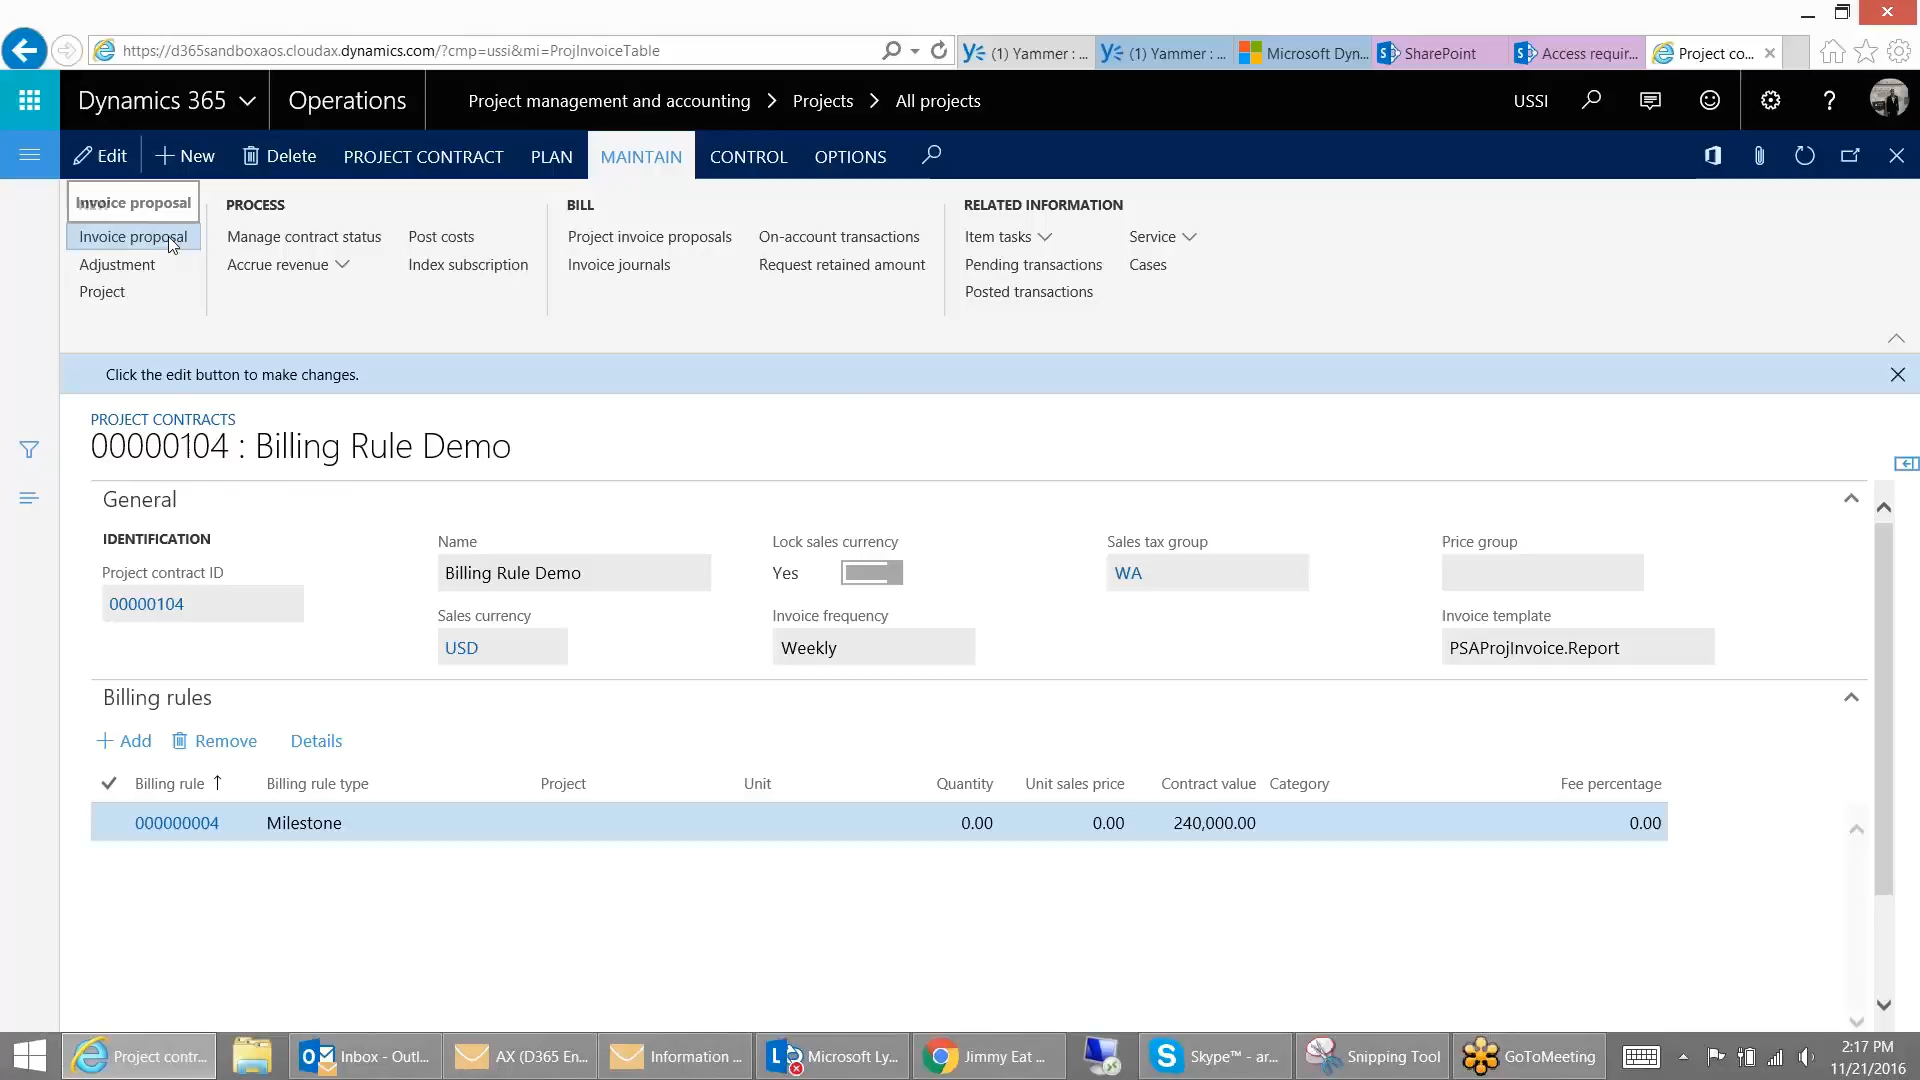 https://d365sandboxaos.cloudax.dynamics.com/?cmp=ussi&mi=ProjInvoiceTable
(1) Yammer : ...
(1) Yammer : ...
Microsoft Dyn...
SharePoint
Access requir...
Project co...
Dynamics 365
Operations
Project management and accounting
Projects
All projects
USSI
Edit
New
Delete
PROJECT CONTRACT
PLAN
MAINTAIN
CONTROL
OPTIONS
Invoice proposal
Invoice proposal
Adjustment
Project
PROCESS
Manage contract status
Accrue revenue
Post costs
Index subscription
BILL
Project invoice proposals
Invoice journals
On-account transactions
Request retained amount
RELATED INFORMATION
Item tasks
Pending transactions
Posted transactions
Service
Cases
Click the edit button to make changes.
PROJECT CONTRACTS
00000104 : Billing Rule Demo
General
IDENTIFICATION
Project contract ID
00000104
Name
Billing Rule Demo
Sales currency
USD
Lock sales currency
Yes
Invoice frequency
Weekly
Sales tax group
WA
Price group
Invoice template
PSAProjInvoice.Report
Billing rules
Add
Remove
Details
Billing rule
Billing rule type
Project
Unit
Quantity
Unit sales price
Contract value
Category
Fee percentage
000000004
Milestone
0.00
0.00
240,000.00
0.00
Project contr...
Inbox - Outl...
AX (D365 En...
Information ...
Microsoft Ly...
Jimmy Eat ...
Skype™ - ar...
Snipping Tool
GoToMeeting
2:17 PM
11/21/2016